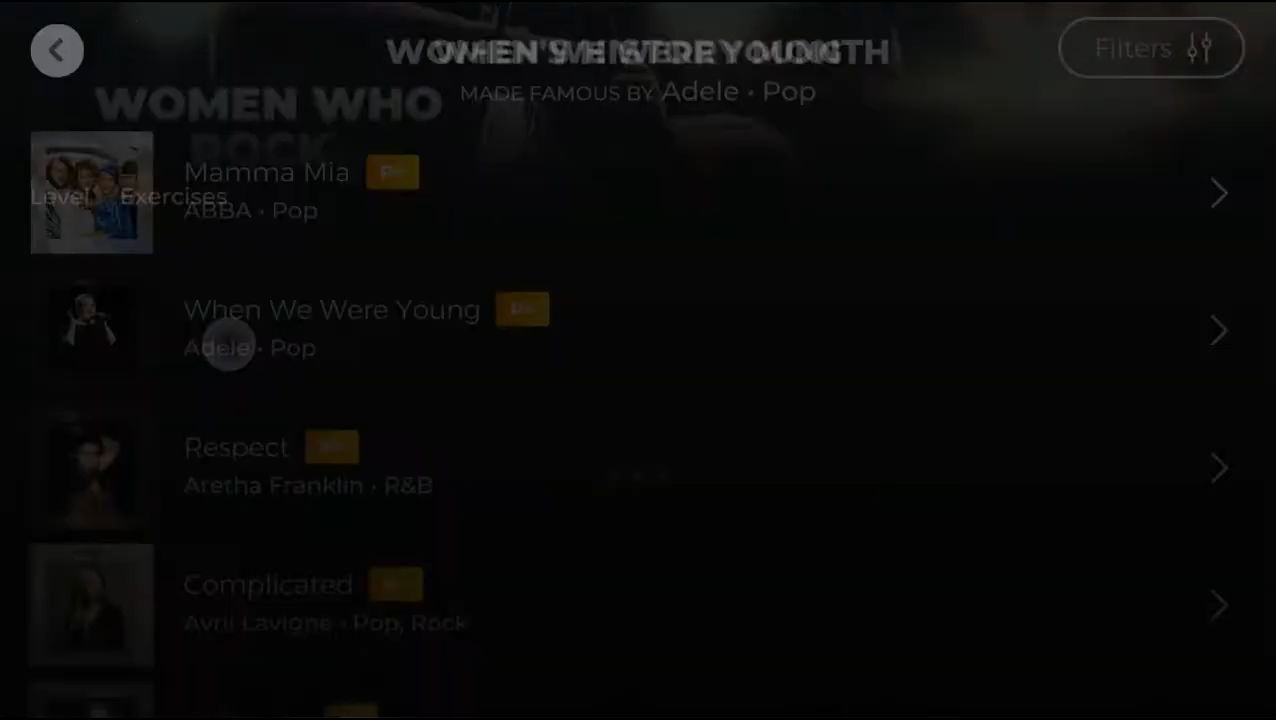 Filters
MADE FAMOUS BY Adele • Pop
WOMEN WHO
ROCK
Mamma Mia P+
ABBA • Pop
Level Exercises
When We Were Young P+
Adele • Pop
Respect
Aretha Franklin • R&B
Complicated
Avril Lavigne • Pop, Rock